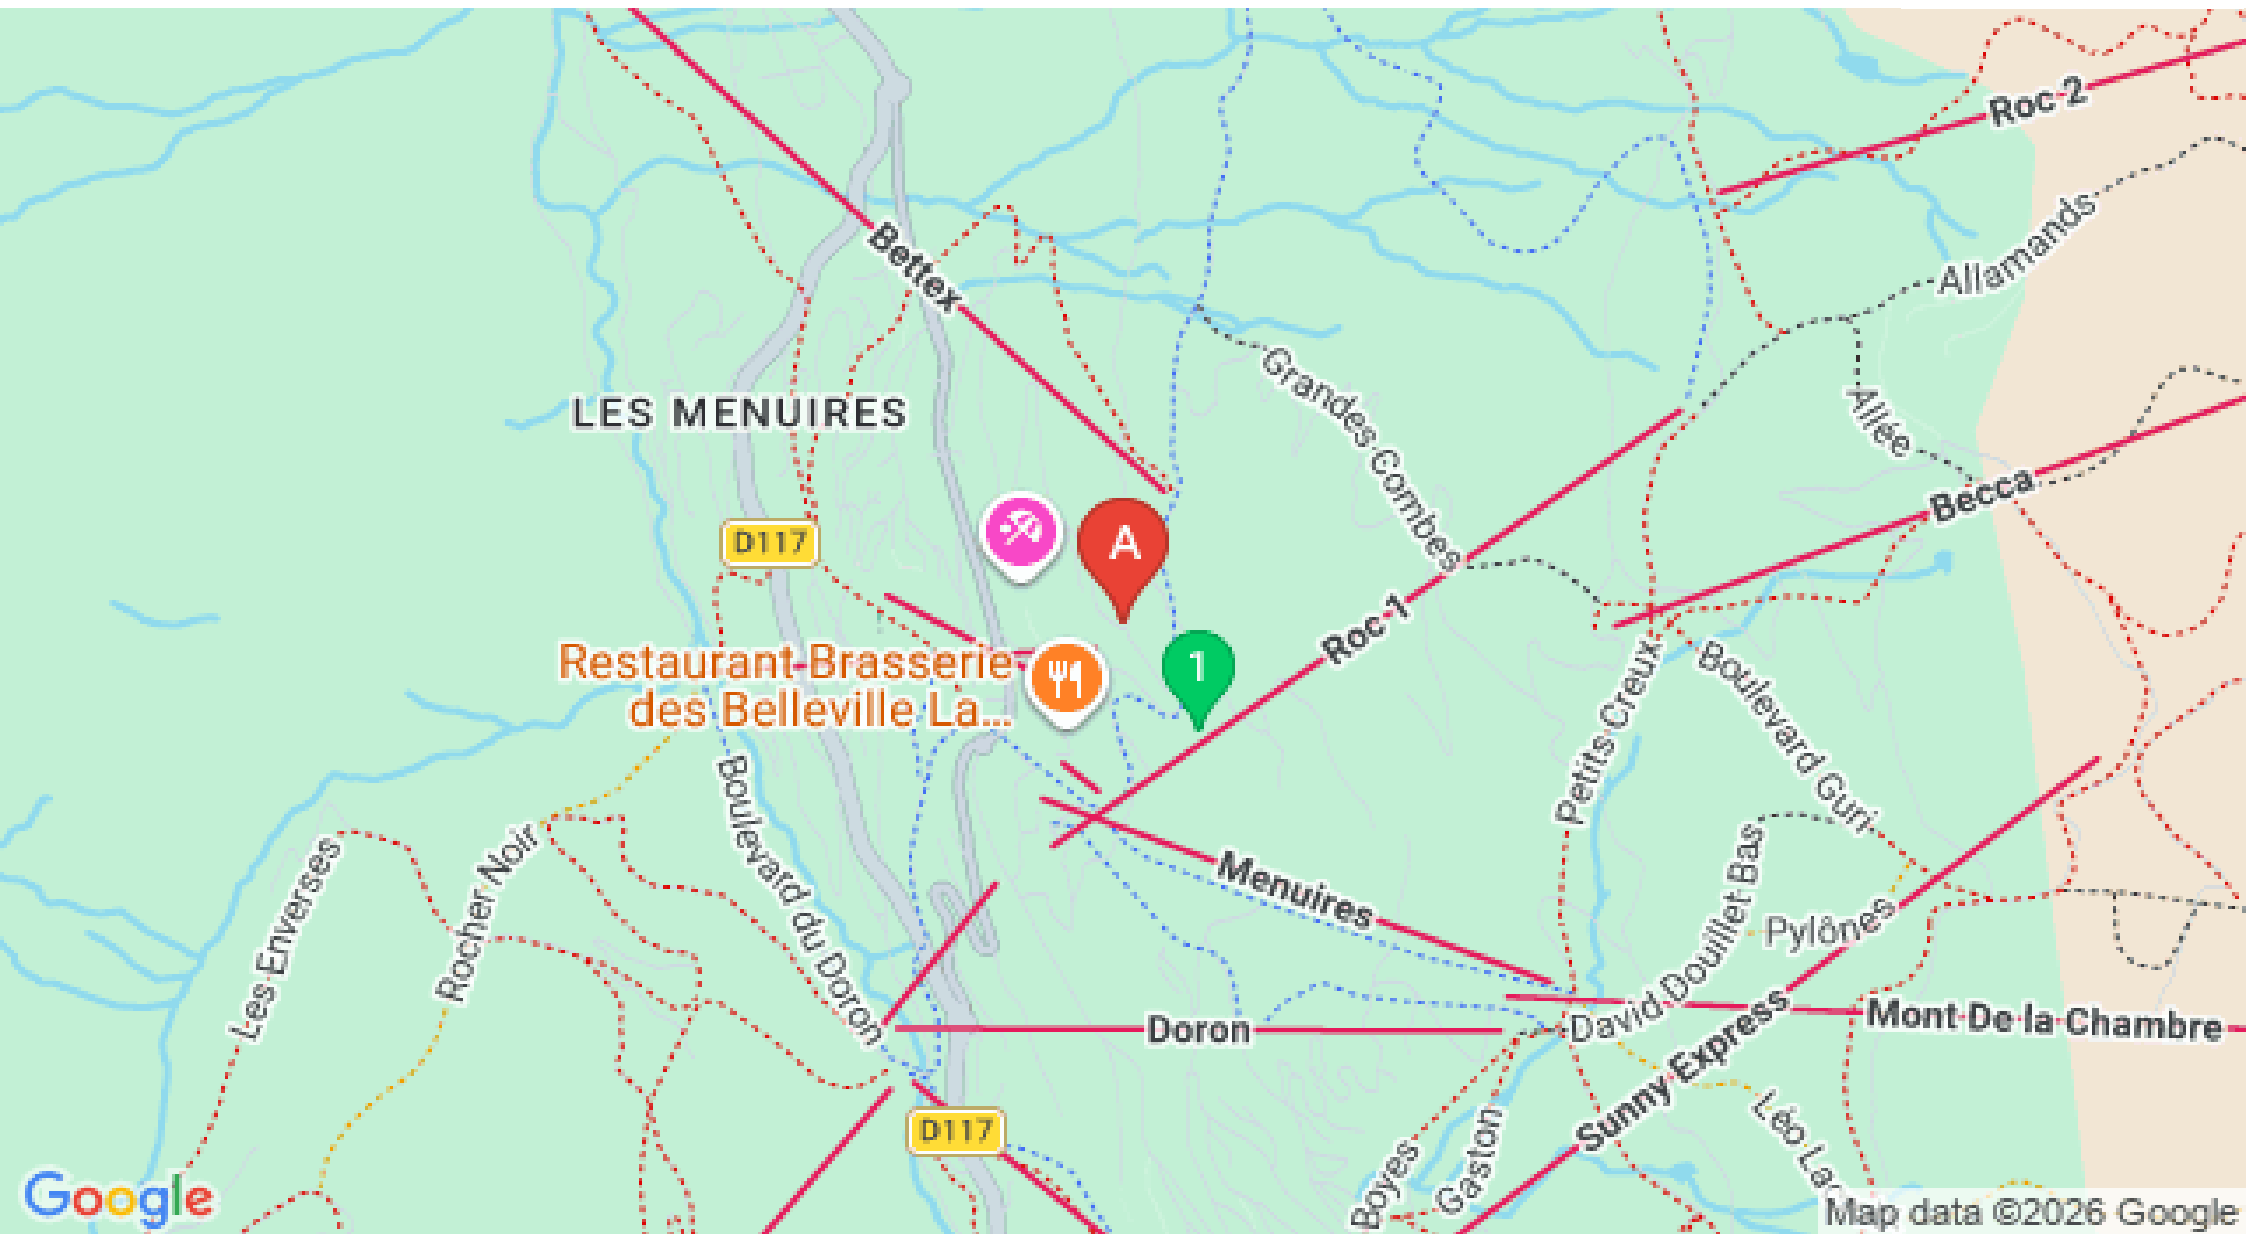 Roc 2
Allamands
Bettex
Grandes Combes
Allée
LES MENUIRES
Becca
D117
A
Roc 1
1
Restaurant Brasserie
des Belleville La...
Petits Creux
Boulevard Guri
Boulevard du Doron
Rocher Noir
Les Enverses
Menuires
David Douillet Bas
Pylônes
Doron
Mont De la Chambre
Sunny Express
D117
Gaston
Boyes
Léo Lac
Google
Map data ©2026 Google